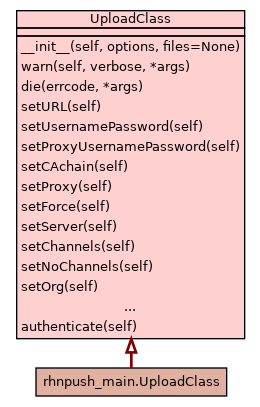 UploadClass
__init__(self, options, files=None)
warn(self, verbose, *args)
die(errcode, *args)
setURL(self)
setUsernamePassword(self)
setProxyUsernamePassword(self)
setCAchain(self)
setProxy(self)
setForce(self)
setServer(self)
setChannels(self)
setNoChannels(self)
setOrg(self)
...
authenticate(self)
rhnpush_main.UploadClass